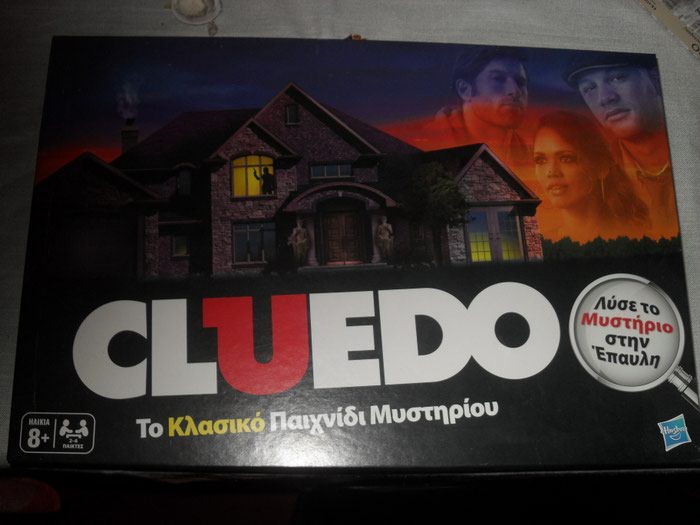 CLUEDO
Λύσε το
Μυστήριο
στην
Έπαυλη
Το Κλασικό Παιχνίδι Μυστηρίου
ΗΛΙΚΙΑ
8+
ΠΑΙΚΤΕΣ
Hasbro